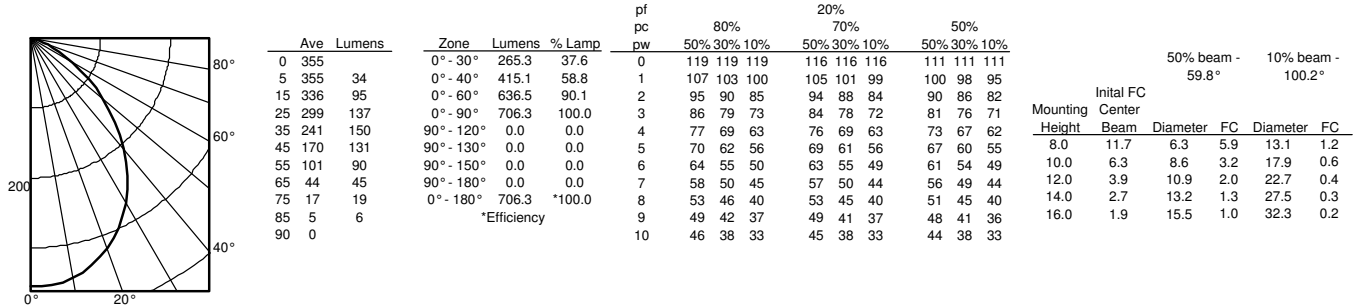 80°
60°
200
40°
0° 20°
Ave Lumens
0 355
5 355 34
15 336 95
25 299 137
35 241 150
45 170 131
55 101 90
65 44 45
75 17 19
85 5 6
90 0
Zone Lumens % Lamp
0° - 30° 265.3 37.6
0° - 40° 415.1 58.8
0° - 60° 636.5 90.1
0° - 90° 706.3 100.0
90° - 120° 0.0 0.0
90° - 130° 0.0 0.0
90° - 150° 0.0 0.0
90° - 180° 0.0 0.0
0° - 180° 706.3 *100.0
*Efficiency
pf 20%
pc 80% 70% 50%
pw 50% 30% 10% 50% 30% 10% 50% 30% 10%
0 119 119 119 116 116 116 111 111 111
1 107 103 100 105 101 99 100 98 95
2 95 90 85 94 88 84 90 86 82
3 86 79 73 84 78 72 81 76 71
4 77 69 63 76 69 63 73 67 62
5 70 62 56 69 61 56 67 60 55
6 64 55 50 63 55 49 61 54 49
7 58 50 45 57 50 44 56 49 44
8 53 46 40 53 45 40 51 45 40
9 49 42 37 49 41 37 48 41 36
10 46 38 33 45 38 33 44 38 33
50% beam - 10% beam -
59.8° 100.2°
Inital FC
Mounting Center
Height Beam Diameter FC Diameter FC
8.0 11.7 6.3 5.9 13.1 1.2
10.0 6.3 8.6 3.2 17.9 0.6
12.0 3.9 10.9 2.0 22.7 0.4
14.0 2.7 13.2 1.3 27.5 0.3
16.0 1.9 15.5 1.0 32.3 0.2